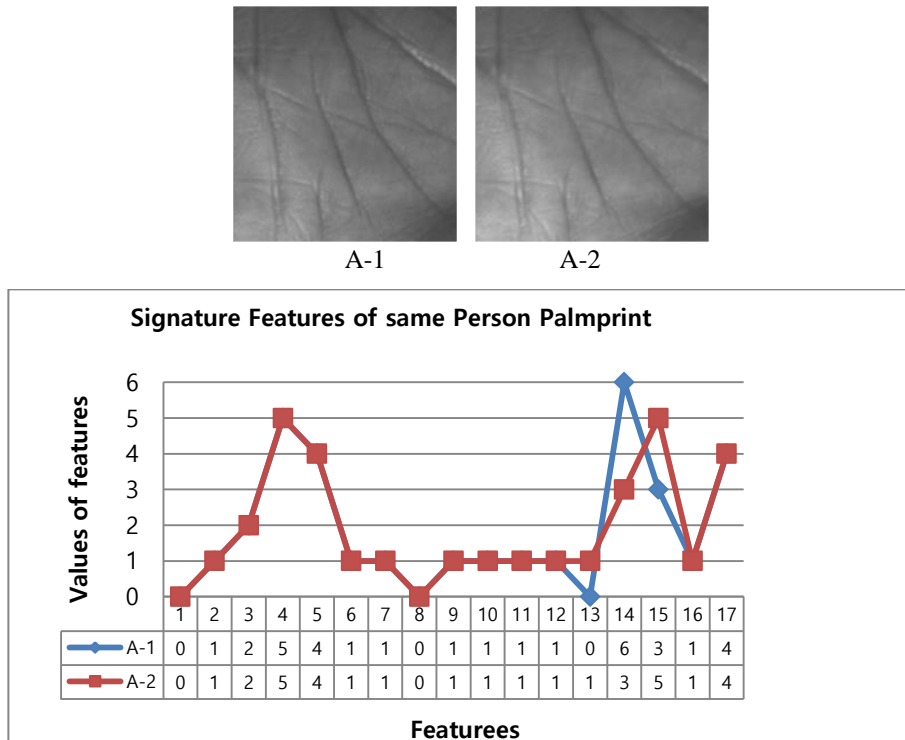 A-1 A-2
Signature Features of same Person Palmprint
Values of features
6
5
4
3
2
1
0
1 2 3 4 5 6 7 8 9 10 11 12 13 14 15 16 17
A-1 0 1 2 5 4 1 1 0 1 1 1 1 0 6 3 1 4
A-2 0 1 2 5 4 1 1 0 1 1 1 1 1 3 5 1 4
Featurees